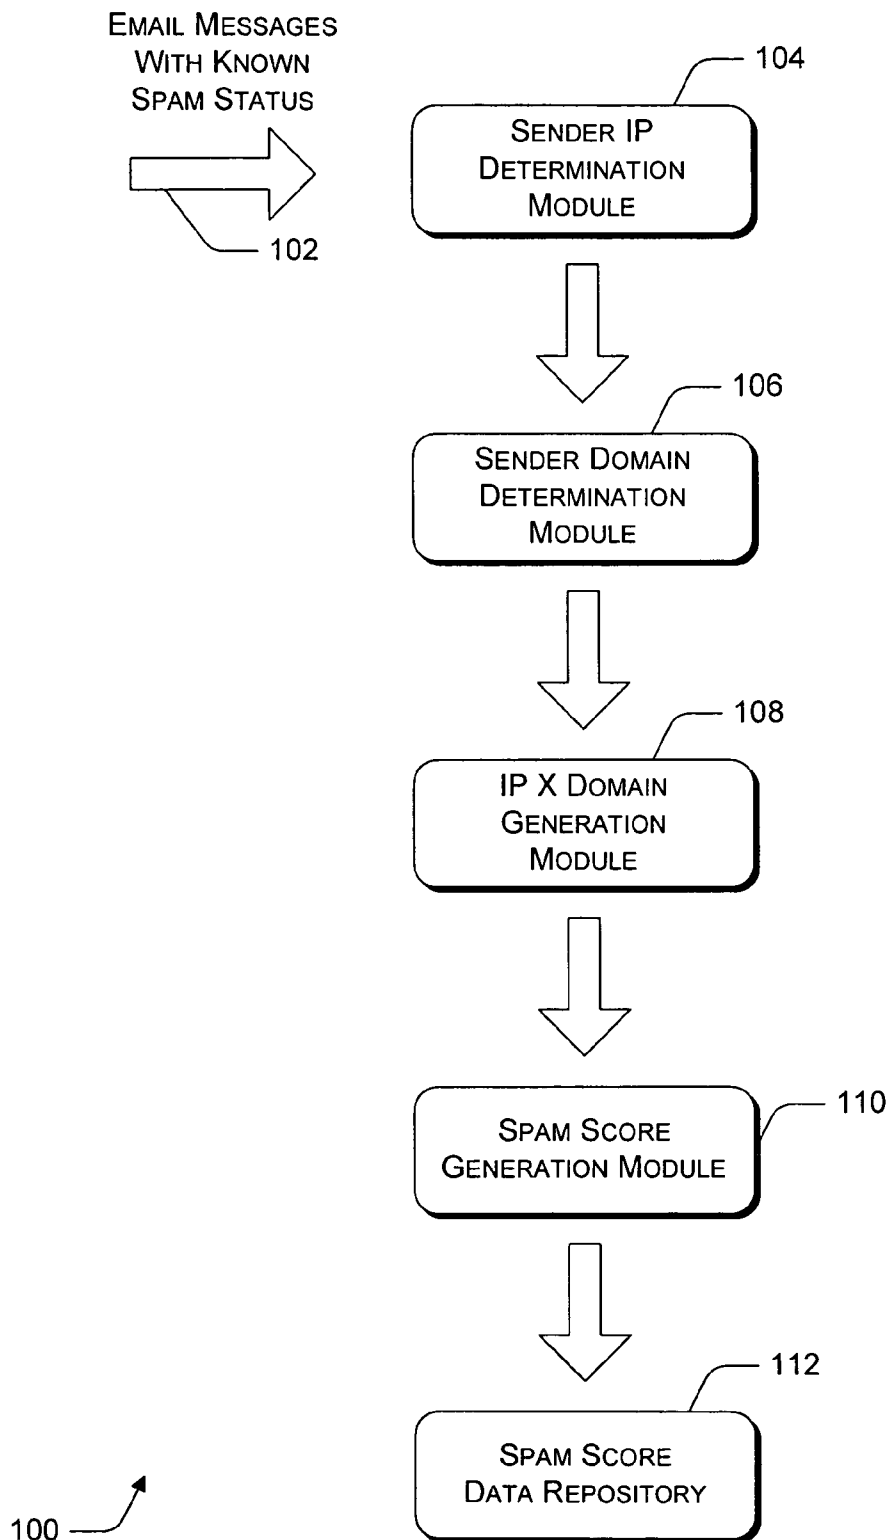 EMAIL MESSAGES
WITH KNOWN
SPAM STATUS
102
104
SENDER IP
DETERMINATION
MODULE
106
SENDER DOMAIN
DETERMINATION
MODULE
108
IP X DOMAIN
GENERATION
MODULE
110
SPAM SCORE
GENERATION MODULE
112
SPAM SCORE
DATA REPOSITORY
100